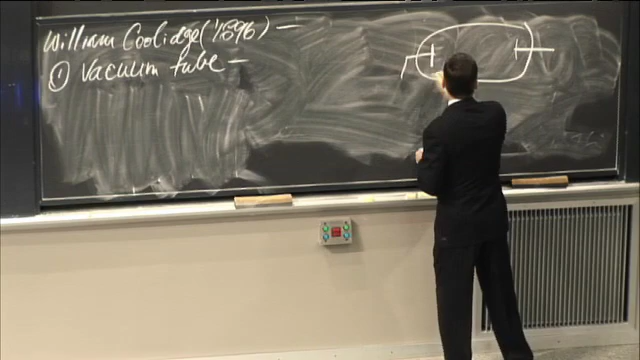 William Coolidge ('1896) —
① Vacuum tube —